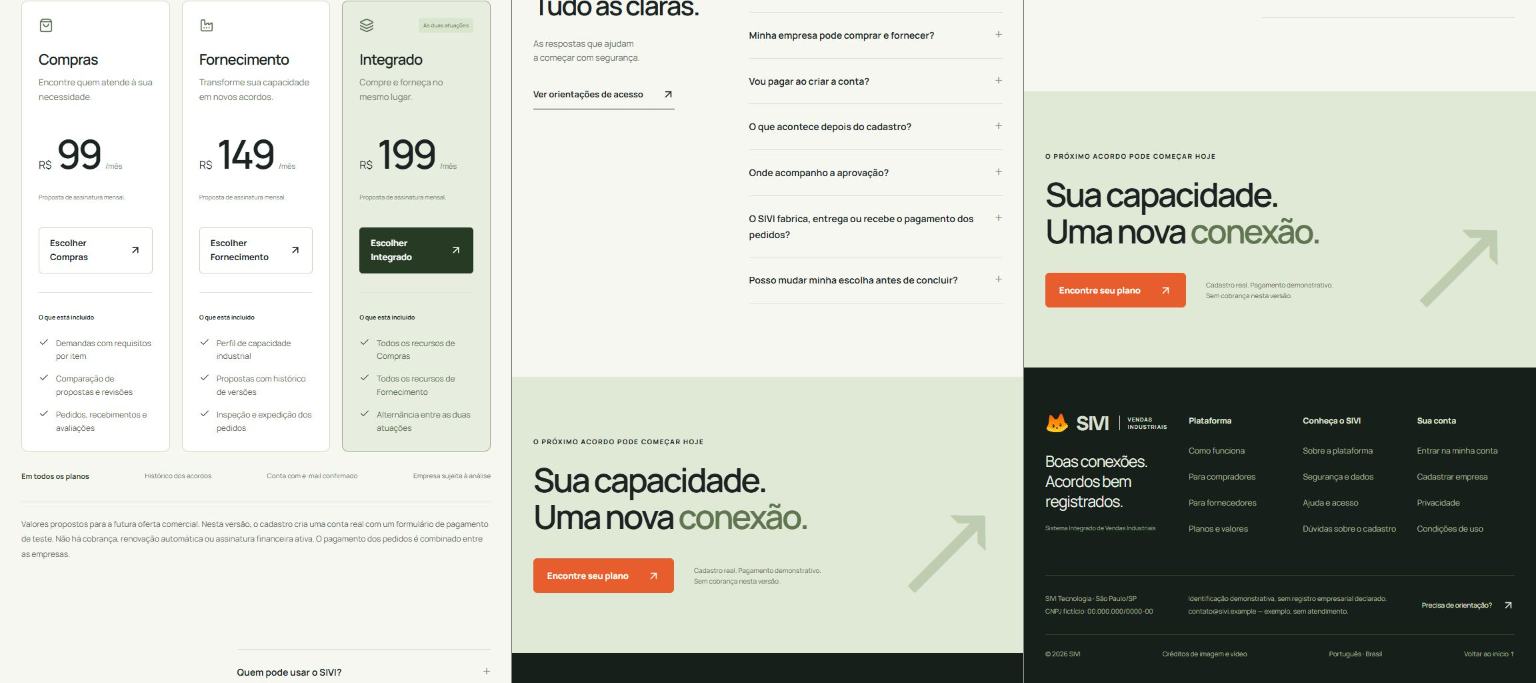 Compras
Encontre quem atende à sua
necessidade.
R$ 99 /mês
Proposta de assinatura mensal.
Escolher
Compras
O que está incluído
Demandas com requisitos
por item
Comparação de
propostas e revisões
Pedidos, recebimentos e
avaliações
Fornecimento
Transforme sua capacidade
em novos acordos.
R$ 149 /mês
Proposta de assinatura mensal.
Escolher
Fornecimento
O que está incluído
Perfil de capacidade
industrial
Propostas com histórico
de versões
Inspeção e expedição dos
pedidos
As duas atuações
Integrado
Compre e forneça no
mesmo lugar.
R$ 199 /mês
Proposta de assinatura mensal.
Escolher
Integrado
O que está incluído
Todos os recursos de
Compras
Todos os recursos de
Fornecimento
Alternância entre as duas
atuações
Em todos os planos
Histórico dos acordos
Conta com e-mail confirmado
Empresa sujeita à análise
Valores propostos para a futura oferta comercial. Nesta versão, o cadastro cria uma conta real com um formulário de pagamento
de teste. Não há cobrança, renovação automática ou assinatura financeira ativa. O pagamento dos pedidos é combinado entre
as empresas.
Quem pode usar o SIVI? +
Tudo às claras.
As respostas que ajudam
a começar com segurança.
Ver orientações de acesso
Minha empresa pode comprar e fornecer? +
Vou pagar ao criar a conta? +
O que acontece depois do cadastro? +
Onde acompanho a aprovação? +
O SIVI fabrica, entrega ou recebe o pagamento dos
pedidos? +
Posso mudar minha escolha antes de concluir? +
O PRÓXIMO ACORDO PODE COMEÇAR HOJE
Sua capacidade.
Uma nova conexão.
Encontre seu plano
Cadastro real. Pagamento demonstrativo.
Sem cobrança nesta versão.
O PRÓXIMO ACORDO PODE COMEÇAR HOJE
Sua capacidade.
Uma nova conexão.
Encontre seu plano
Cadastro real. Pagamento demonstrativo.
Sem cobrança nesta versão.
SIVI
VENDAS
INDUSTRIAIS
Boas conexões.
Acordos bem
registrados.
Sistema Integrado de Vendas Industriais
Plataforma
Como funciona
Para compradores
Para fornecedores
Planos e valores
Conheça o SIVI
Sobre a plataforma
Segurança e dados
Ajuda e acesso
Dúvidas sobre o cadastro
Sua conta
Entrar na minha conta
Cadastrar empresa
Privacidade
Condições de uso
SIVI Tecnologia · São Paulo/SP
CNPJ fictício: 00.000.000/0000-00
Identificação demonstrativa, sem registro empresarial declarado.
contato@sivi.example — exemplo, sem atendimento.
Precisa de orientação?
© 2026 SIVI
Créditos de imagem e vídeo
Português · Brasil
Voltar ao início ↑